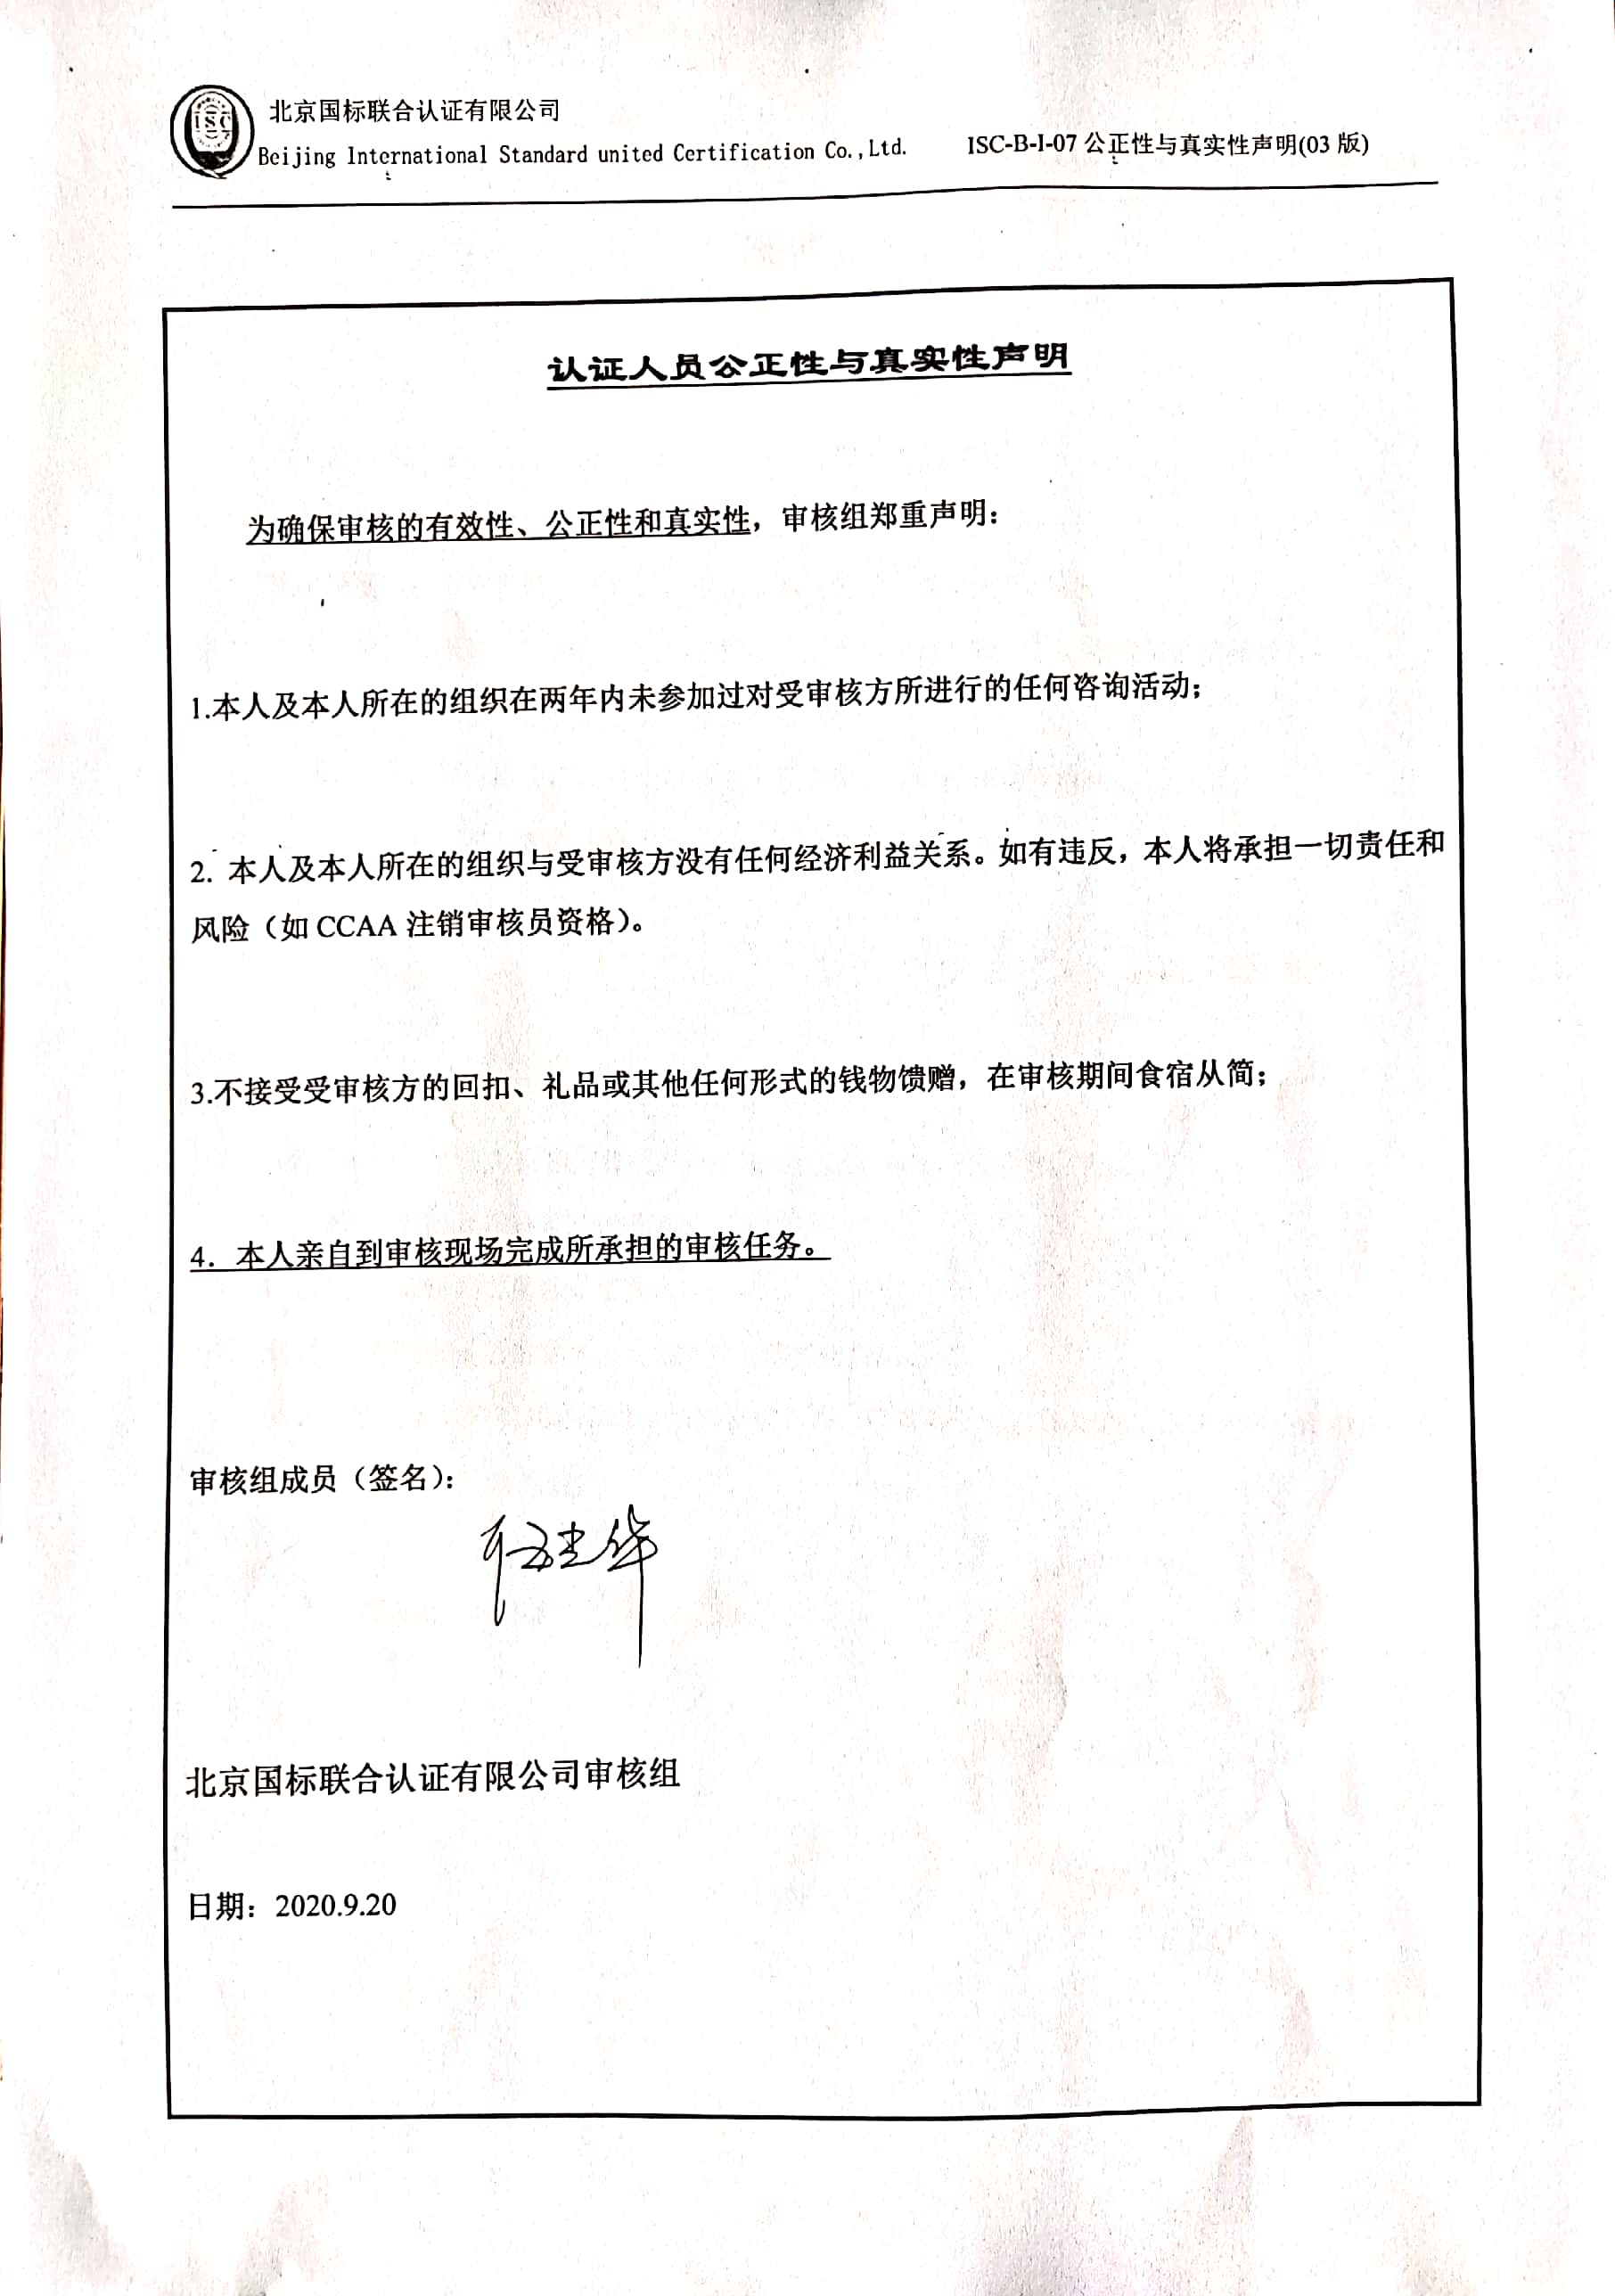 ISC
北京国标联合认证有限公司
Beijing International Standard united Certification Co.,Ltd. ISC-B-I-07 公正性与真实性声明(03 版)
认证人员公正性与真实性声明
为确保审核的有效性、公正性和真实性，审核组郑重声明：
1.本人及本人所在的组织在两年内未参加过对受审核方所进行的任何咨询活动；
2. 本人及本人所在的组织与受审核方没有任何经济利益关系。如有违反，本人将承担一切责任和
风险（如 CCAA 注销审核员资格）。
3.不接受受审核方的回扣、礼品或其他任何形式的钱物馈赠，在审核期间食宿从简；
4. 本人亲自到审核现场完成所承担的审核任务。
审核组成员（签名）：
北京国标联合认证有限公司审核组
日期：2020.9.20